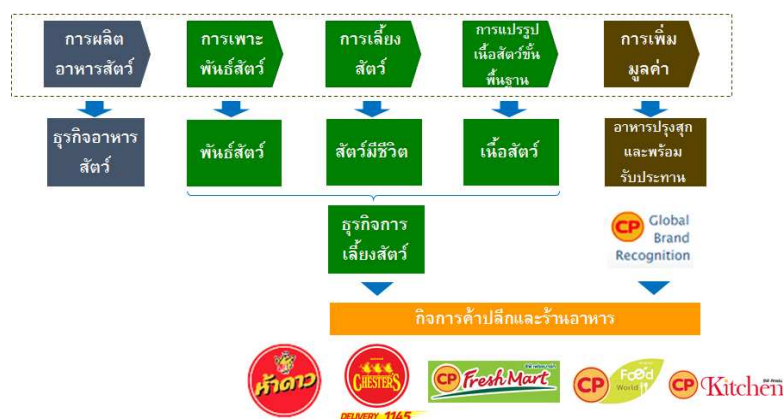 การผลิต
อาหารสัตว์
การเพาะ
พันธ์สัตว์
การเลี้ยง
สัตว์
การแปรรูป
เนื้อสัตว์ขั้น
พื้นฐาน
การเพิ่ม
มูลค่า
ธุรกิจอาหาร
สัตว์
พันธ์สัตว์
สัตว์มีชีวิต
เนื้อสัตว์
อาหารปรุงสุก
และพร้อม
รับประทาน
ธุรกิจการ
เลี้ยงสัตว์
CP Global
Brand
Recognition
กิจการค้าปลีกและร้านอาหาร
ห้าดาว
CHESTER'S
DELIVERY 1145
CP Fresh Mart
CP Food
World
CP Kitchen